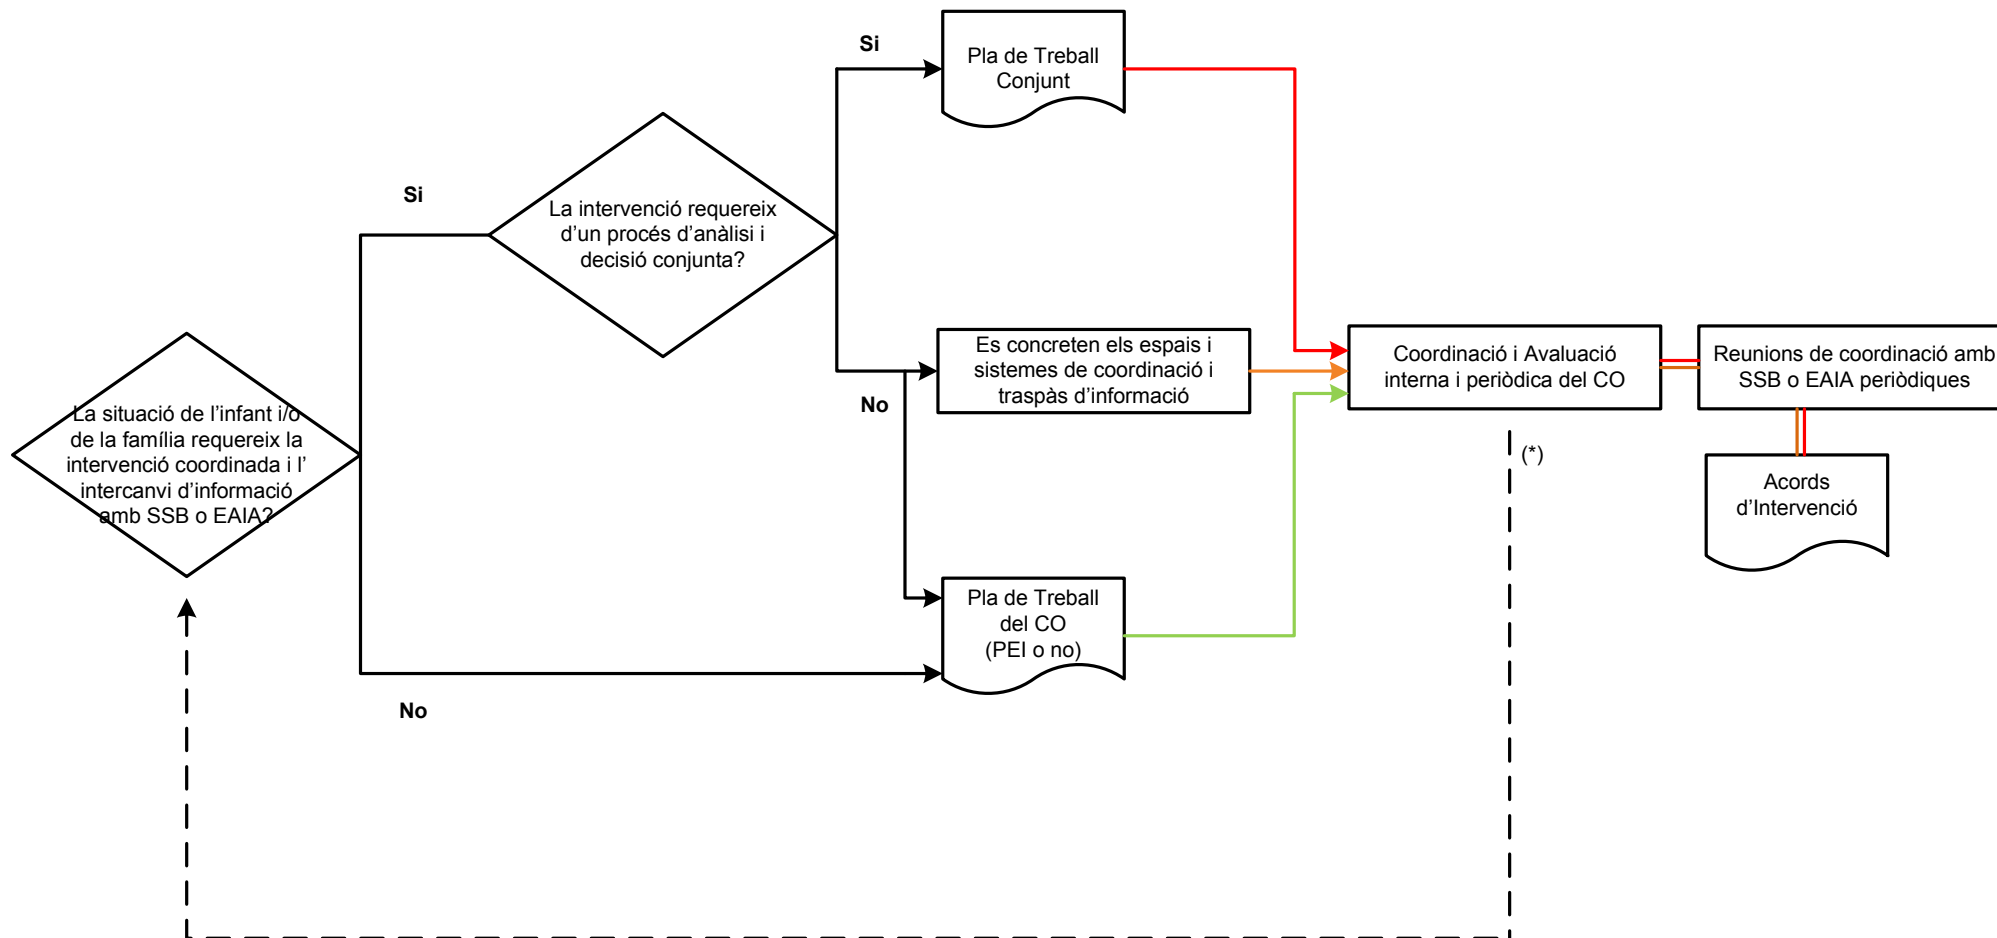 Si
Pla de Treball
Conjunt
Si
La intervenció requereix
d’un procés d’anàlisi i
decisió conjunta?
Es concreten els espais i
sistemes de coordinació i
traspàs d’informació
No
Coordinació i Avaluació
interna i periòdica del CO
Reunions de coordinació amb
SSB o EAIA periòdiques
La situació de l’infant i/o
de la família requereix la
intervenció coordinada i l’
intercanvi d’informació
amb SSB o EAIA?
(*)
Acords
d’Intervenció
Pla de Treball
del CO
(PEI o no)
No